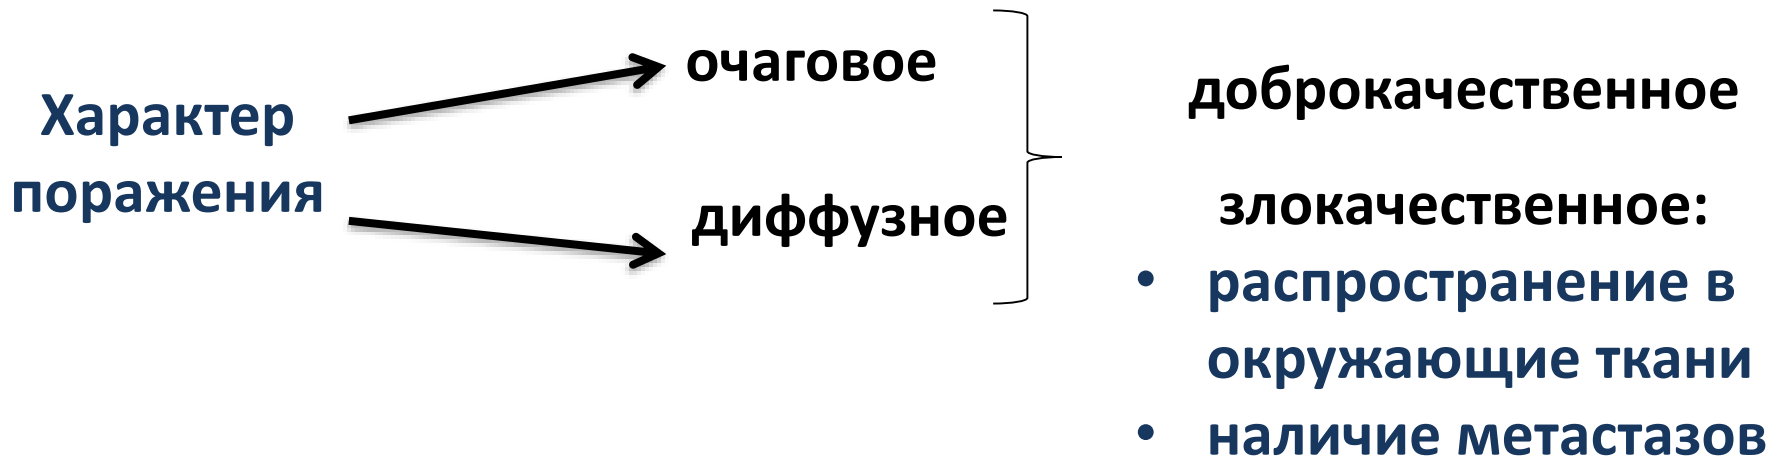 Характер
поражения
очаговое
диффузное
доброкачественное
злокачественное:
• распространение в
окружающие ткани
• наличие метастазов